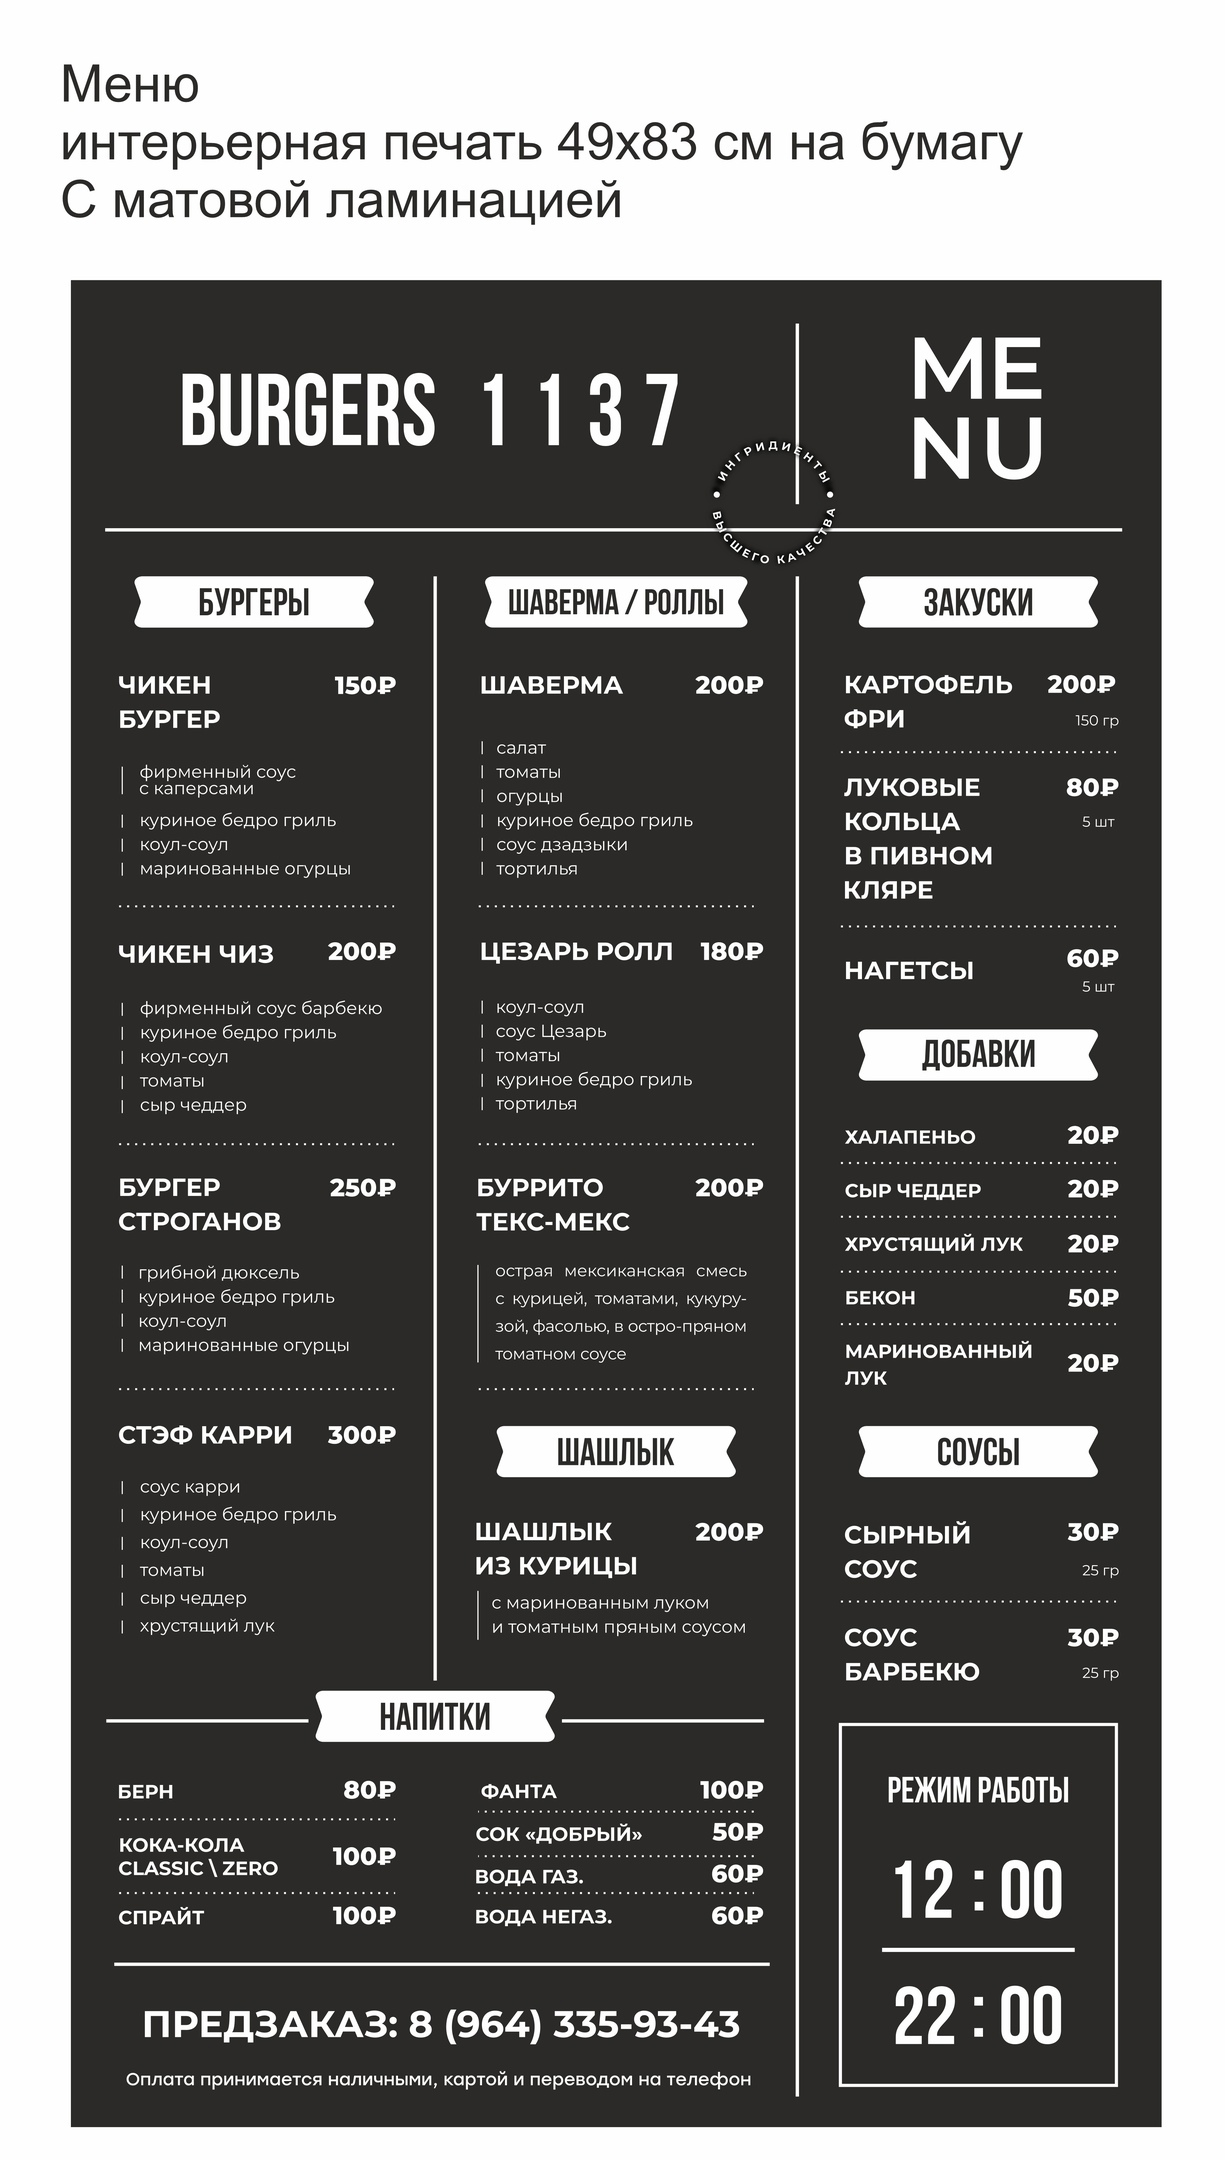 Меню
интерьерная печать 49х83 см на бумагу
С матовой ламинацией
BURGERS 1137
ME
NU
ИНГРИДИЕНТЫ
ВЫСШЕГО КАЧЕСТВА
БУРГЕРЫ
ЧИКЕН 150₽
БУРГЕР
фирменный соус
с каперсами
куриное бедро гриль
коул-соул
маринованные огурцы
ЧИКЕН ЧИЗ 200₽
фирменный соус барбекю
куриное бедро гриль
коул-соул
томаты
сыр чеддер
БУРГЕР 250₽
СТРОГАНОВ
грибной дюксель
куриное бедро гриль
коул-соул
маринованные огурцы
СТЭФ КАРРИ 300₽
соус карри
куриное бедро гриль
коул-соул
томаты
сыр чеддер
хрустящий лук
ШАВЕРМА / РОЛЛЫ
ШАВЕРМА 200₽
салат
томаты
огурцы
куриное бедро гриль
соус дзадзыки
тортилья
ЦЕЗАРЬ РОЛЛ 180₽
коул-соул
соус Цезарь
томаты
куриное бедро гриль
тортилья
БУРРИТО 200₽
ТЕКС-МЕКС
острая мексиканская смесь
с курицей, томатами, кукуру-
зой, фасолью, в остро-пряном
томатном соусе
ШАШЛЫК
ШАШЛЫК 200₽
ИЗ КУРИЦЫ
с маринованным луком
и томатным пряным соусом
ЗАКУСКИ
КАРТОФЕЛЬ 200₽
ФРИ 150 гр
ЛУКОВЫЕ 80₽
КОЛЬЦА 5 шт
В ПИВНОМ
КЛЯРЕ
НАГЕТСЫ 60₽
5 шт
ДОБАВКИ
ХАЛАПЕНЬО 20₽
СЫР ЧЕДДЕР 20₽
ХРУСТЯЩИЙ ЛУК 20₽
БЕКОН 50₽
МАРИНОВАННЫЙ
ЛУК 20₽
СОУСЫ
СЫРНЫЙ 30₽
СОУС 25 гр
СОУС 30₽
БАРБЕКЮ 25 гр
НАПИТКИ
БЕРН 80₽
КОКА-КОЛА
CLASSIC \ ZERO 100₽
СПРАЙТ 100₽
ФАНТА 100₽
СОК «ДОБРЫЙ» 50₽
ВОДА ГАЗ. 60₽
ВОДА НЕГАЗ. 60₽
ПРЕДЗАКАЗ: 8 (964) 335-93-43
Оплата принимается наличными, картой и переводом на телефон
РЕЖИМ РАБОТЫ
12 : 00
22 : 00